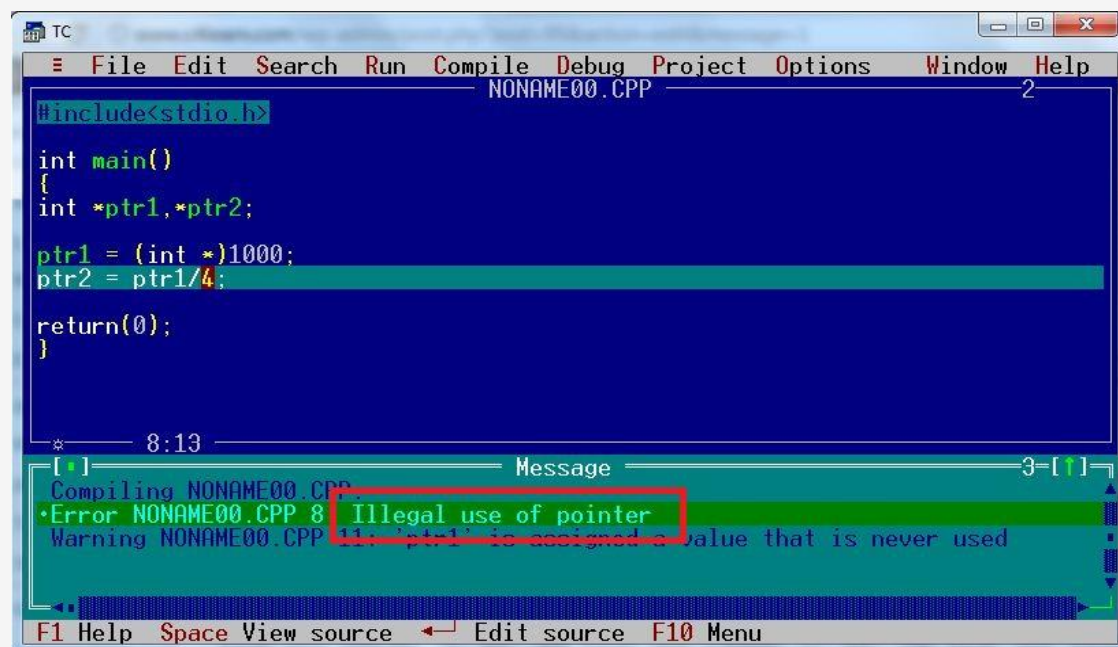 TC
≡ File Edit Search Run Compile Debug Project Options Window Help
NONAME00.CPP 2
#include<stdio.h>
int main()
{
int *ptr1,*ptr2;
ptr1 = (int *)1000;
ptr2 = ptr1/4;
return(0);
}
8:13
[▪] Message 3=[↑]
Compiling NONAME00.CPP:
•Error NONAME00.CPP 8: Illegal use of pointer
Warning NONAME00.CPP 11: 'ptr1' is assigned a value that is never used
F1 Help Space View source ◄┘ Edit source F10 Menu